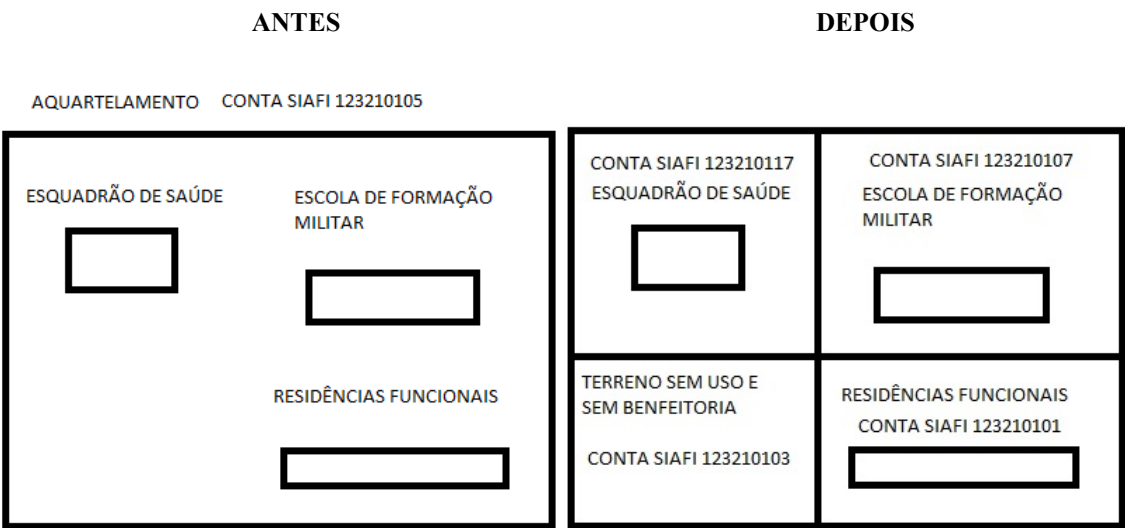 ANTES
DEPOIS
AQUARTELAMENTO CONTA SIAFI 123210105
ESQUADRÃO DE SAÚDE
ESCOLA DE FORMAÇÃO
MILITAR
RESIDÊNCIAS FUNCIONAIS
CONTA SIAFI 123210117
ESQUADRÃO DE SAÚDE
CONTA SIAFI 123210107
ESCOLA DE FORMAÇÃO
MILITAR
TERRENO SEM USO E
SEM BENFEITORIA
CONTA SIAFI 123210103
RESIDÊNCIAS FUNCIONAIS
CONTA SIAFI 123210101